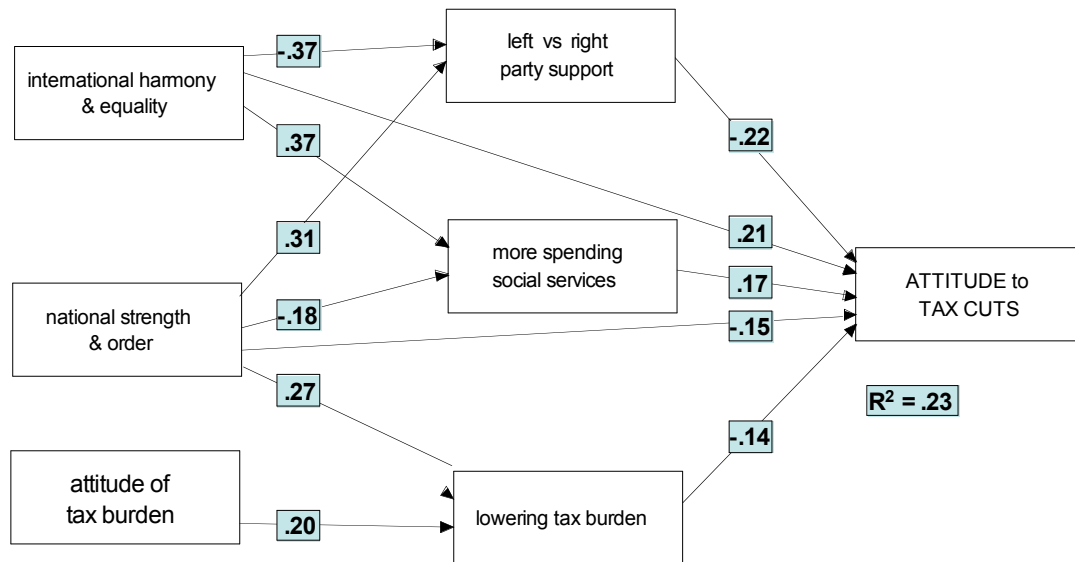 -.37
left vs right
party support
international harmony
& equality
.37
-.22
.31
.21
more spending
social services
.17
ATTITUDE to
TAX CUTS
national strength
& order
-.18
-.15
.27
R² = .23
-.14
attitude of
tax burden
.20
lowering tax burden